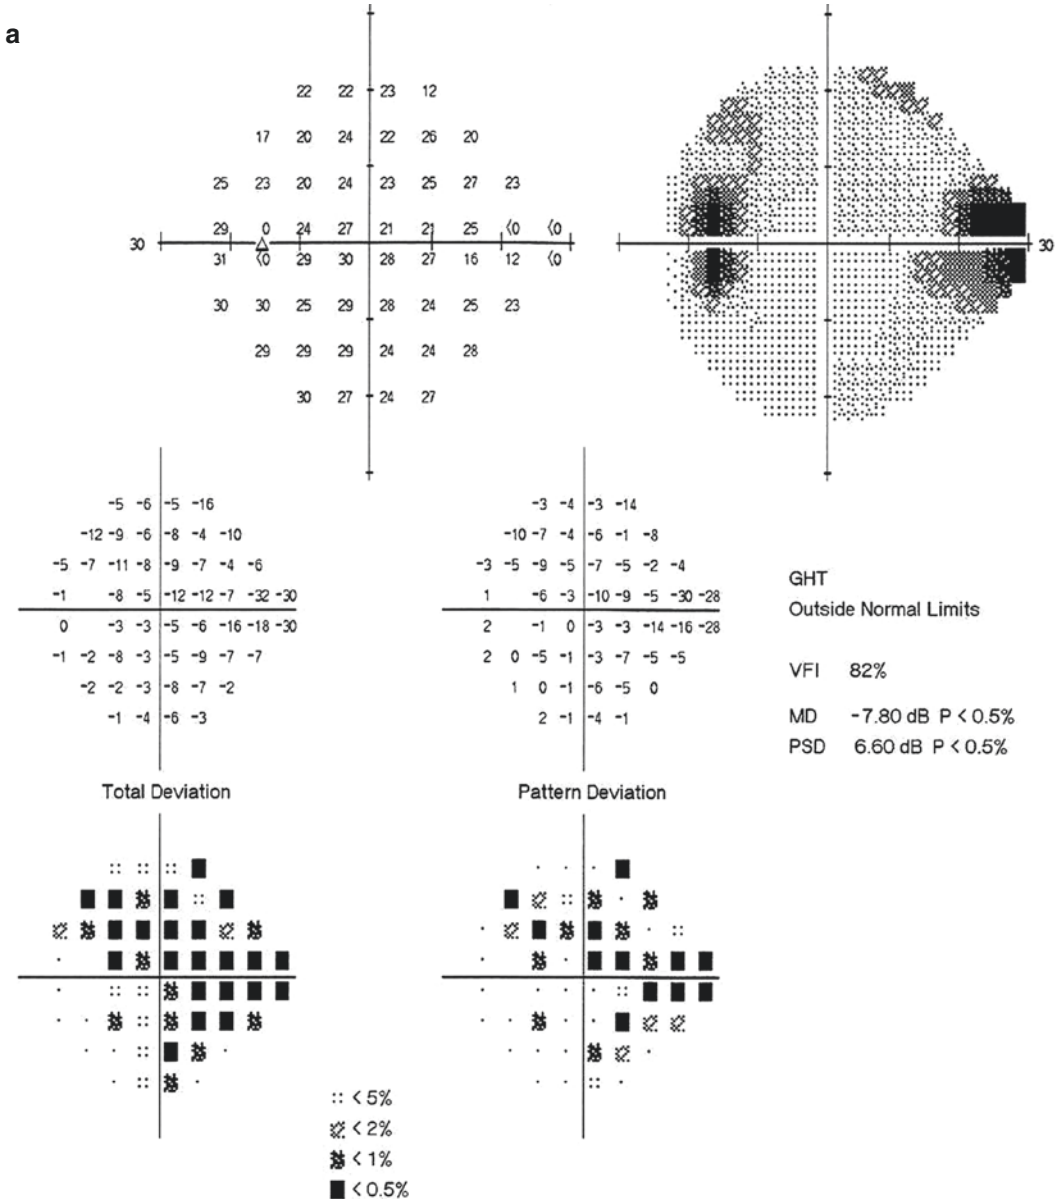 a
22 22 23 12
17 20 24 22 26 20
25 23 20 24 23 25 27 23
29 0 24 27 21 21 25 <0 <0
30 30
31 <0 29 30 28 27 16 12 <0
30 30 25 29 28 24 25 23
29 29 29 24 24 28
30 27 24 27
-5 -6 -5 -16
-12 -9 -6 -8 -4 -10
-5 -7 -11 -8 -9 -7 -4 -6
-1 -8 -5 -12 -12 -7 -32 -30
0 -3 -3 -5 -6 -16 -18 -30
-1 -2 -8 -3 -5 -9 -7 -7
-2 -2 -3 -8 -7 -2
-1 -4 -6 -3
Total Deviation
-3 -4 -3 -14
-10 -7 -4 -6 -1 -8
-3 -5 -9 -5 -7 -5 -2 -4
1 -6 -3 -10 -9 -5 -30 -28
2 -1 0 -3 -3 -14 -16 -28
2 0 -5 -1 -3 -7 -5 -5
1 0 -1 -6 -5 0
2 -1 -4 -1
Pattern Deviation
GHT
Outside Normal Limits
VFI 82%
MD -7.80 dB P < 0.5%
PSD 6.60 dB P < 0.5%
< 5%
< 2%
< 1%
< 0.5%